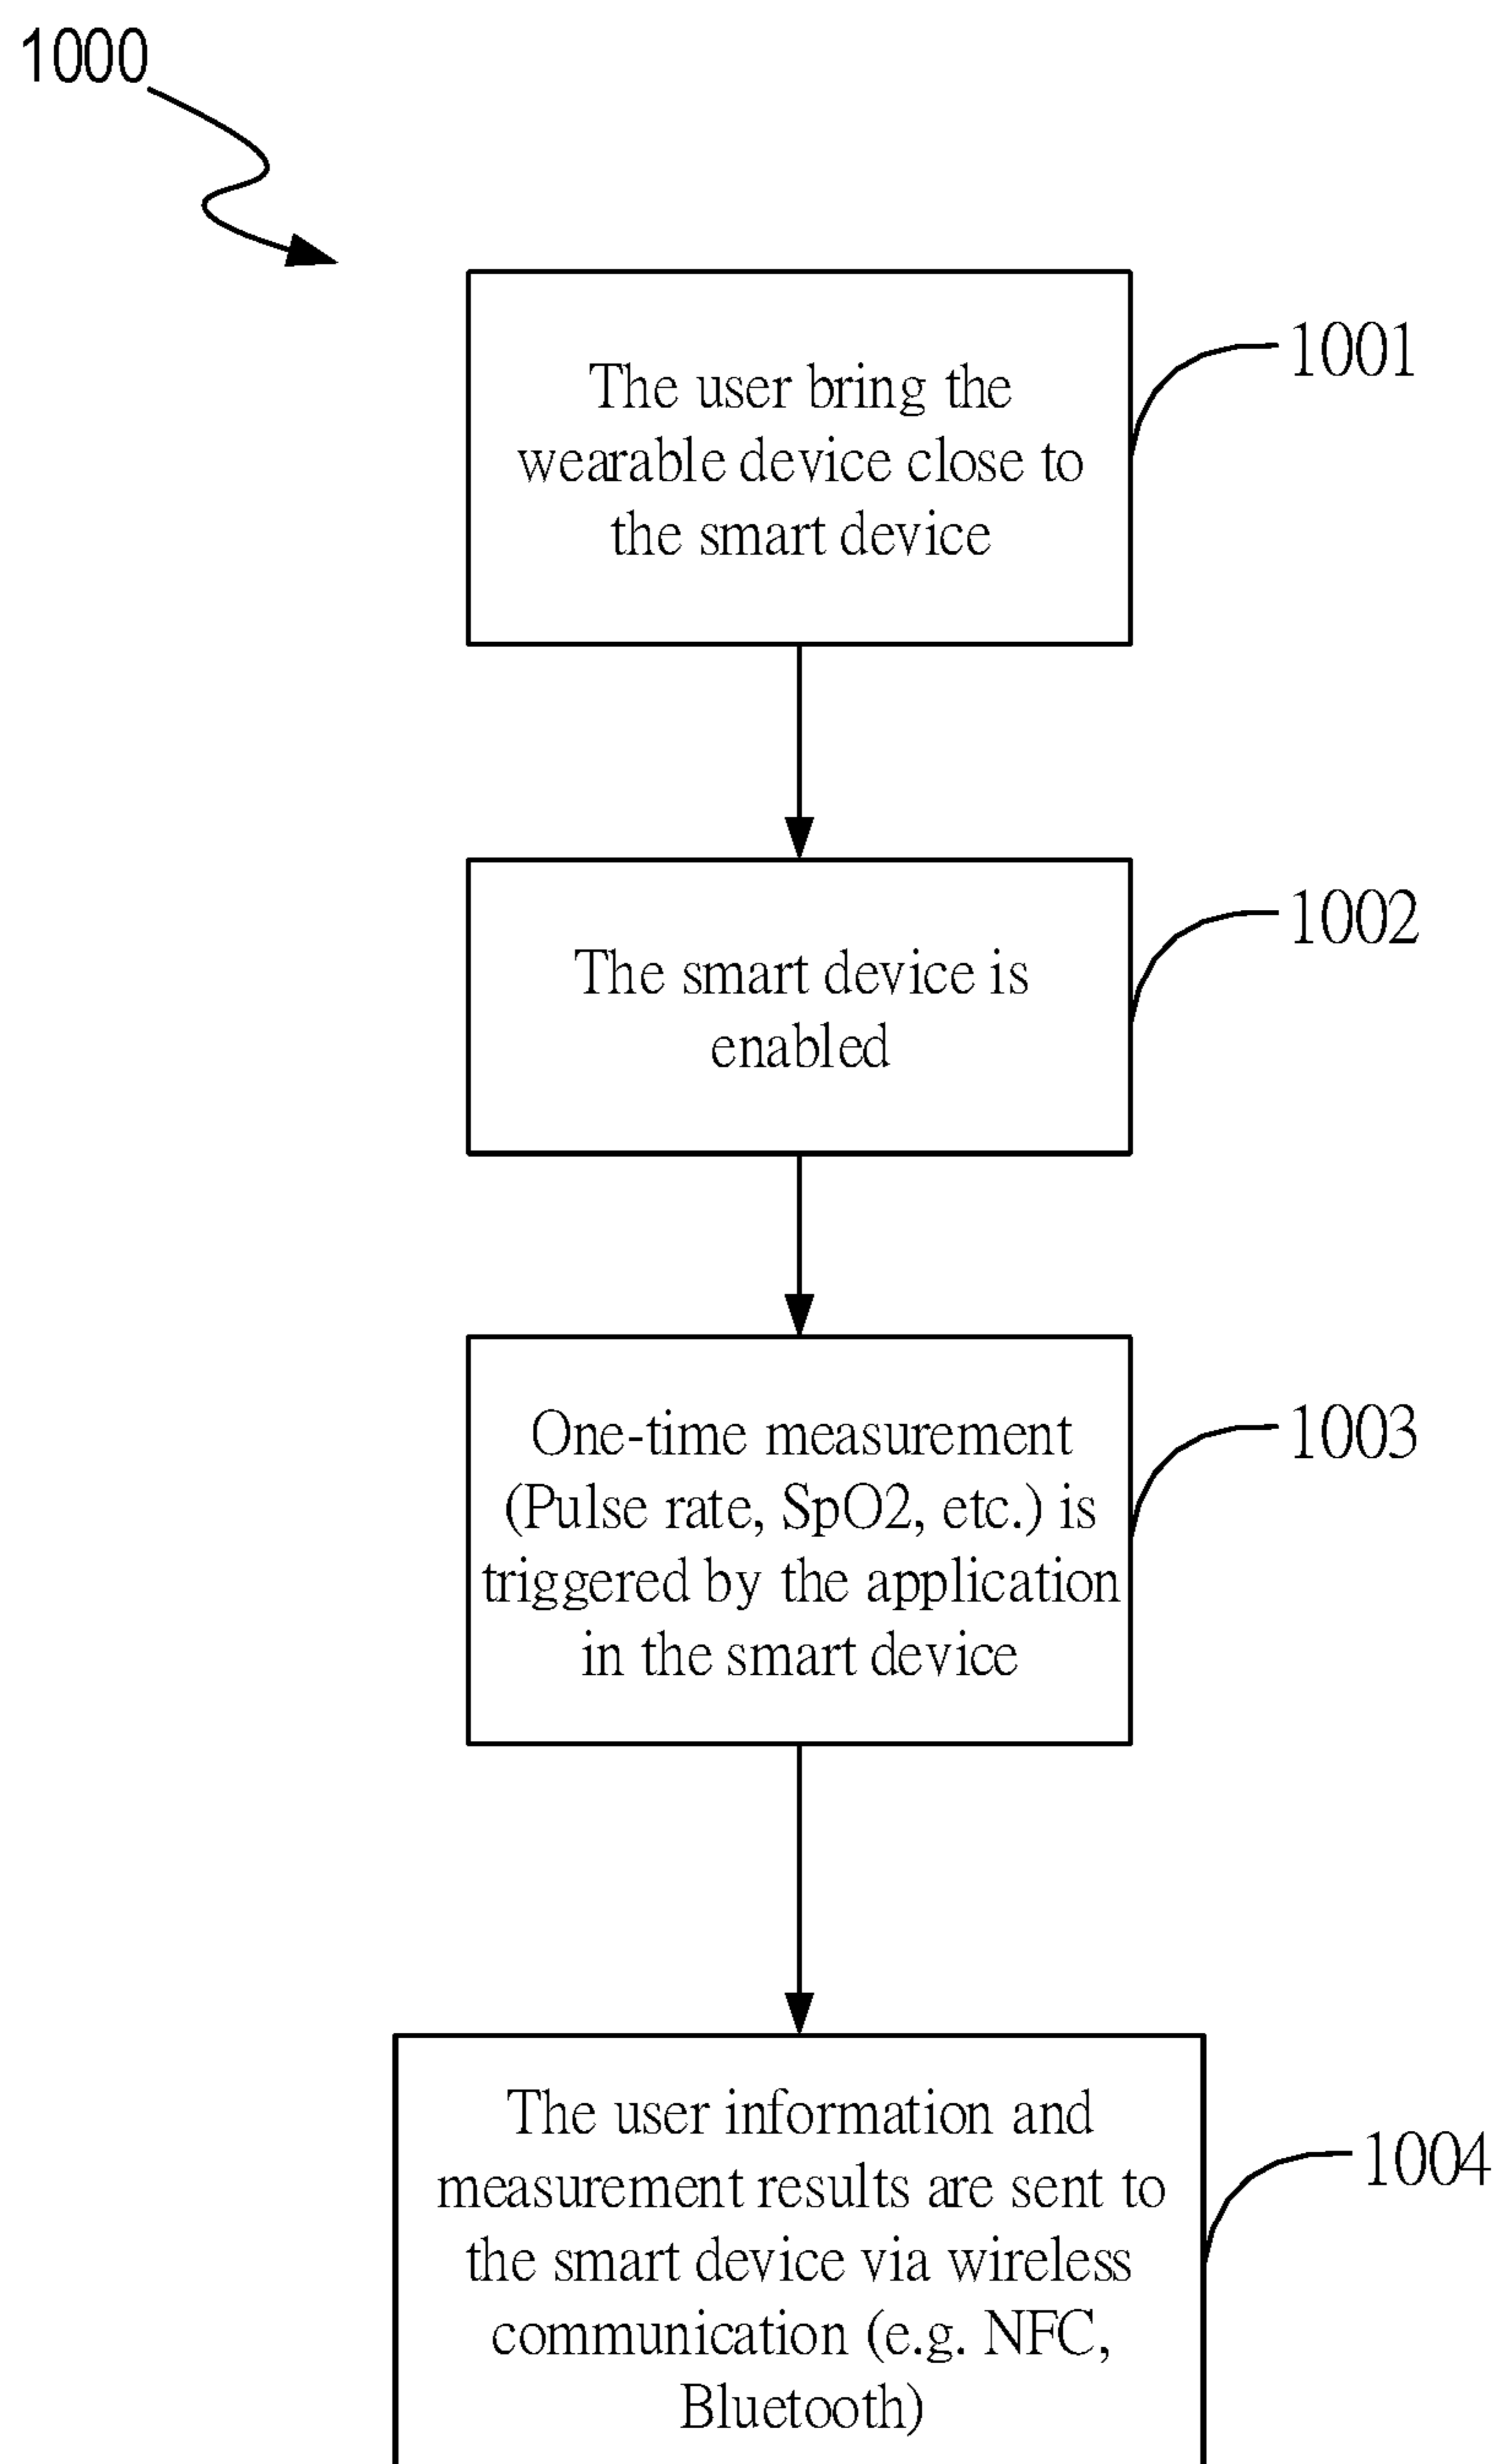 1000
The user bring the
wearable device close to
the smart device
1001
The smart device is
enabled
1002
One-time measurement
(Pulse rate, SpO2, etc.) is
triggered by the application
in the smart device
1003
The user information and
measurement results are sent to
the smart device via wireless
communication (e.g. NFC,
Bluetooth)
1004